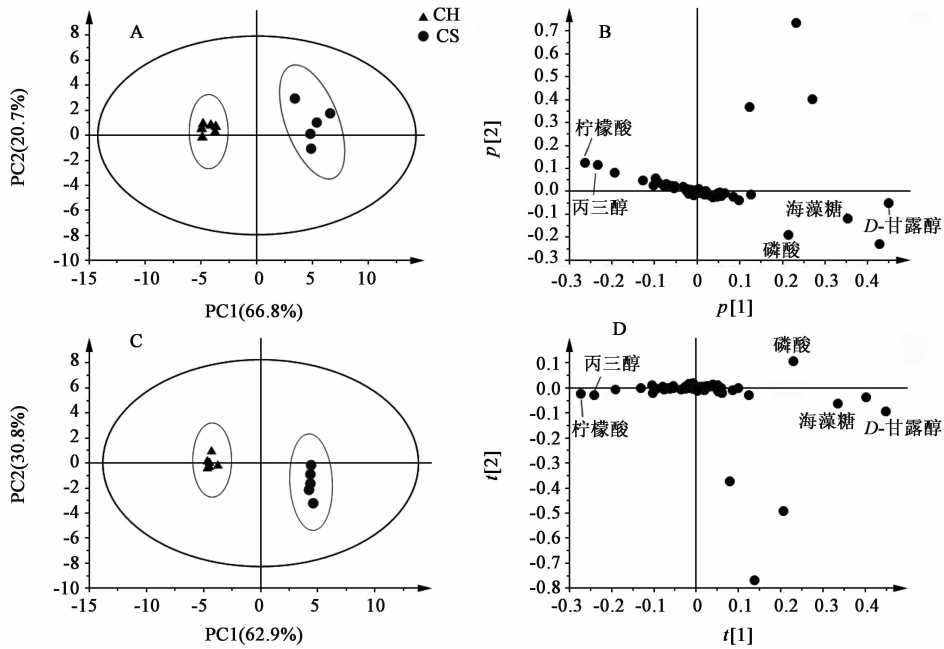 A
▲ CH
● CS
8
6
4
2
0
-2
-4
-6
-8
-10
PC2(20.7%)
-15
-10
-5
0
5
10
PC1(66.8%)
B
0.7
0.6
0.5
0.4
0.3
0.2
0.1
0.0
-0.1
-0.2
-0.3
p[2]
柠檬酸
丙三醇
海藻糖
D-甘露醇
磷酸
-0.3
-0.2
-0.1
0.0
0.1
0.2
0.3
0.4
p[1]
C
8
6
4
2
0
-2
-4
-6
-8
-10
PC2(30.8%)
-15
-10
-5
0
5
10
PC1(62.9%)
D
0.1
0.0
-0.1
-0.2
-0.3
-0.4
-0.5
-0.6
-0.7
-0.8
t[2]
丙三醇
磷酸
柠檬酸
海藻糖
D-甘露醇
-0.3
-0.2
-0.1
0.0
0.1
0.2
0.3
0.4
t[1]